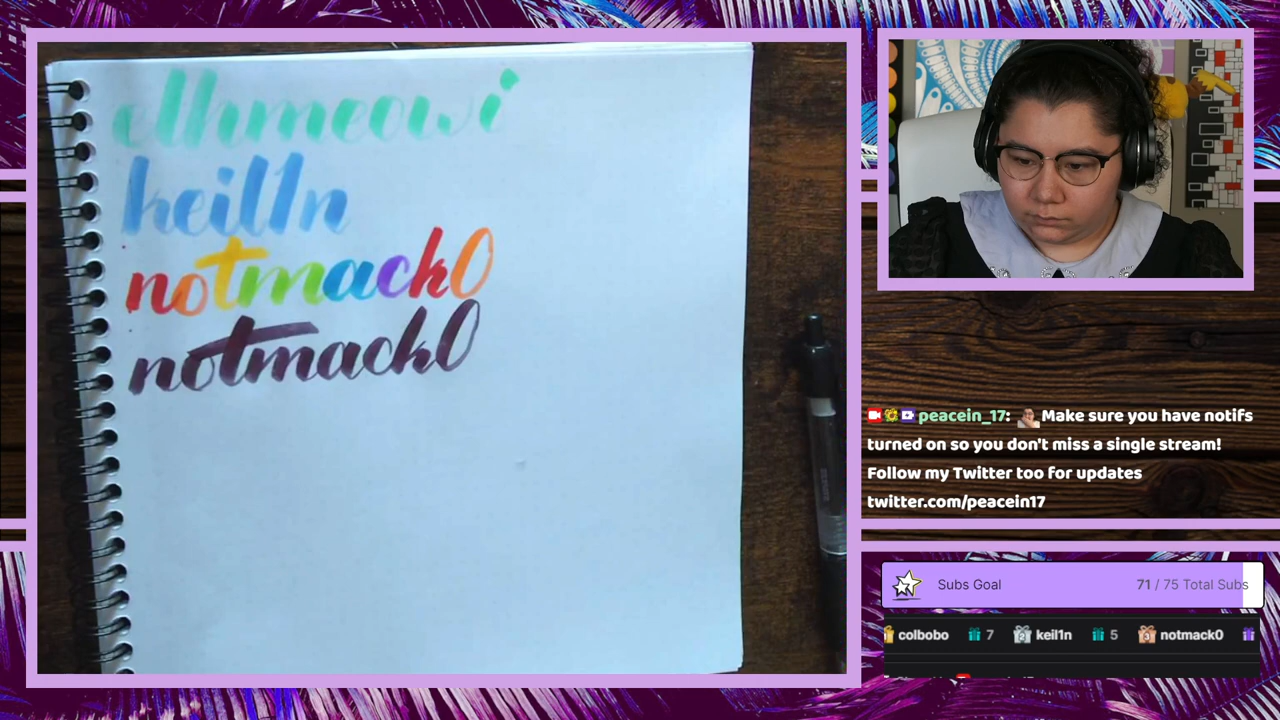 ellumeowi
keil1n
notmack0
notmack0
peacein_17: Make sure you have notifs
turned on so you don't miss a single stream!
Follow my Twitter too for updates
twitter.com/peacein17
Subs Goal 71 / 75 Total Subs
colbobo 7 keil1n 5 notmack0